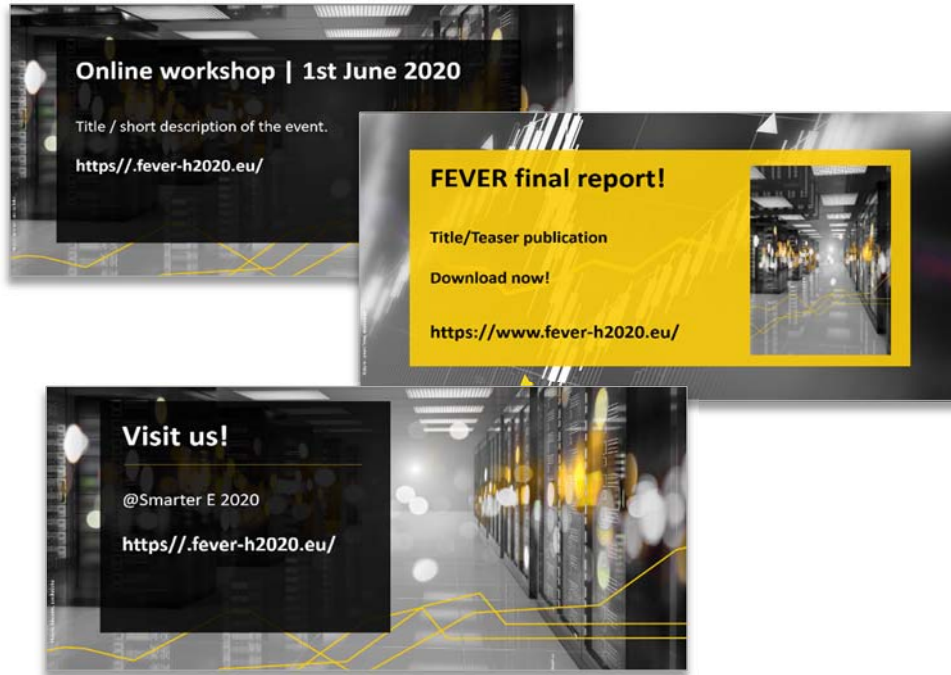 Online workshop | 1st June 2020
Title / short description of the event.
https//.fever-h2020.eu/
FEVER final report!
Title/Teaser publication
Download now!
https://www.fever-h2020.eu/
Visit us!
@Smarter E 2020
https//.fever-h2020.eu/